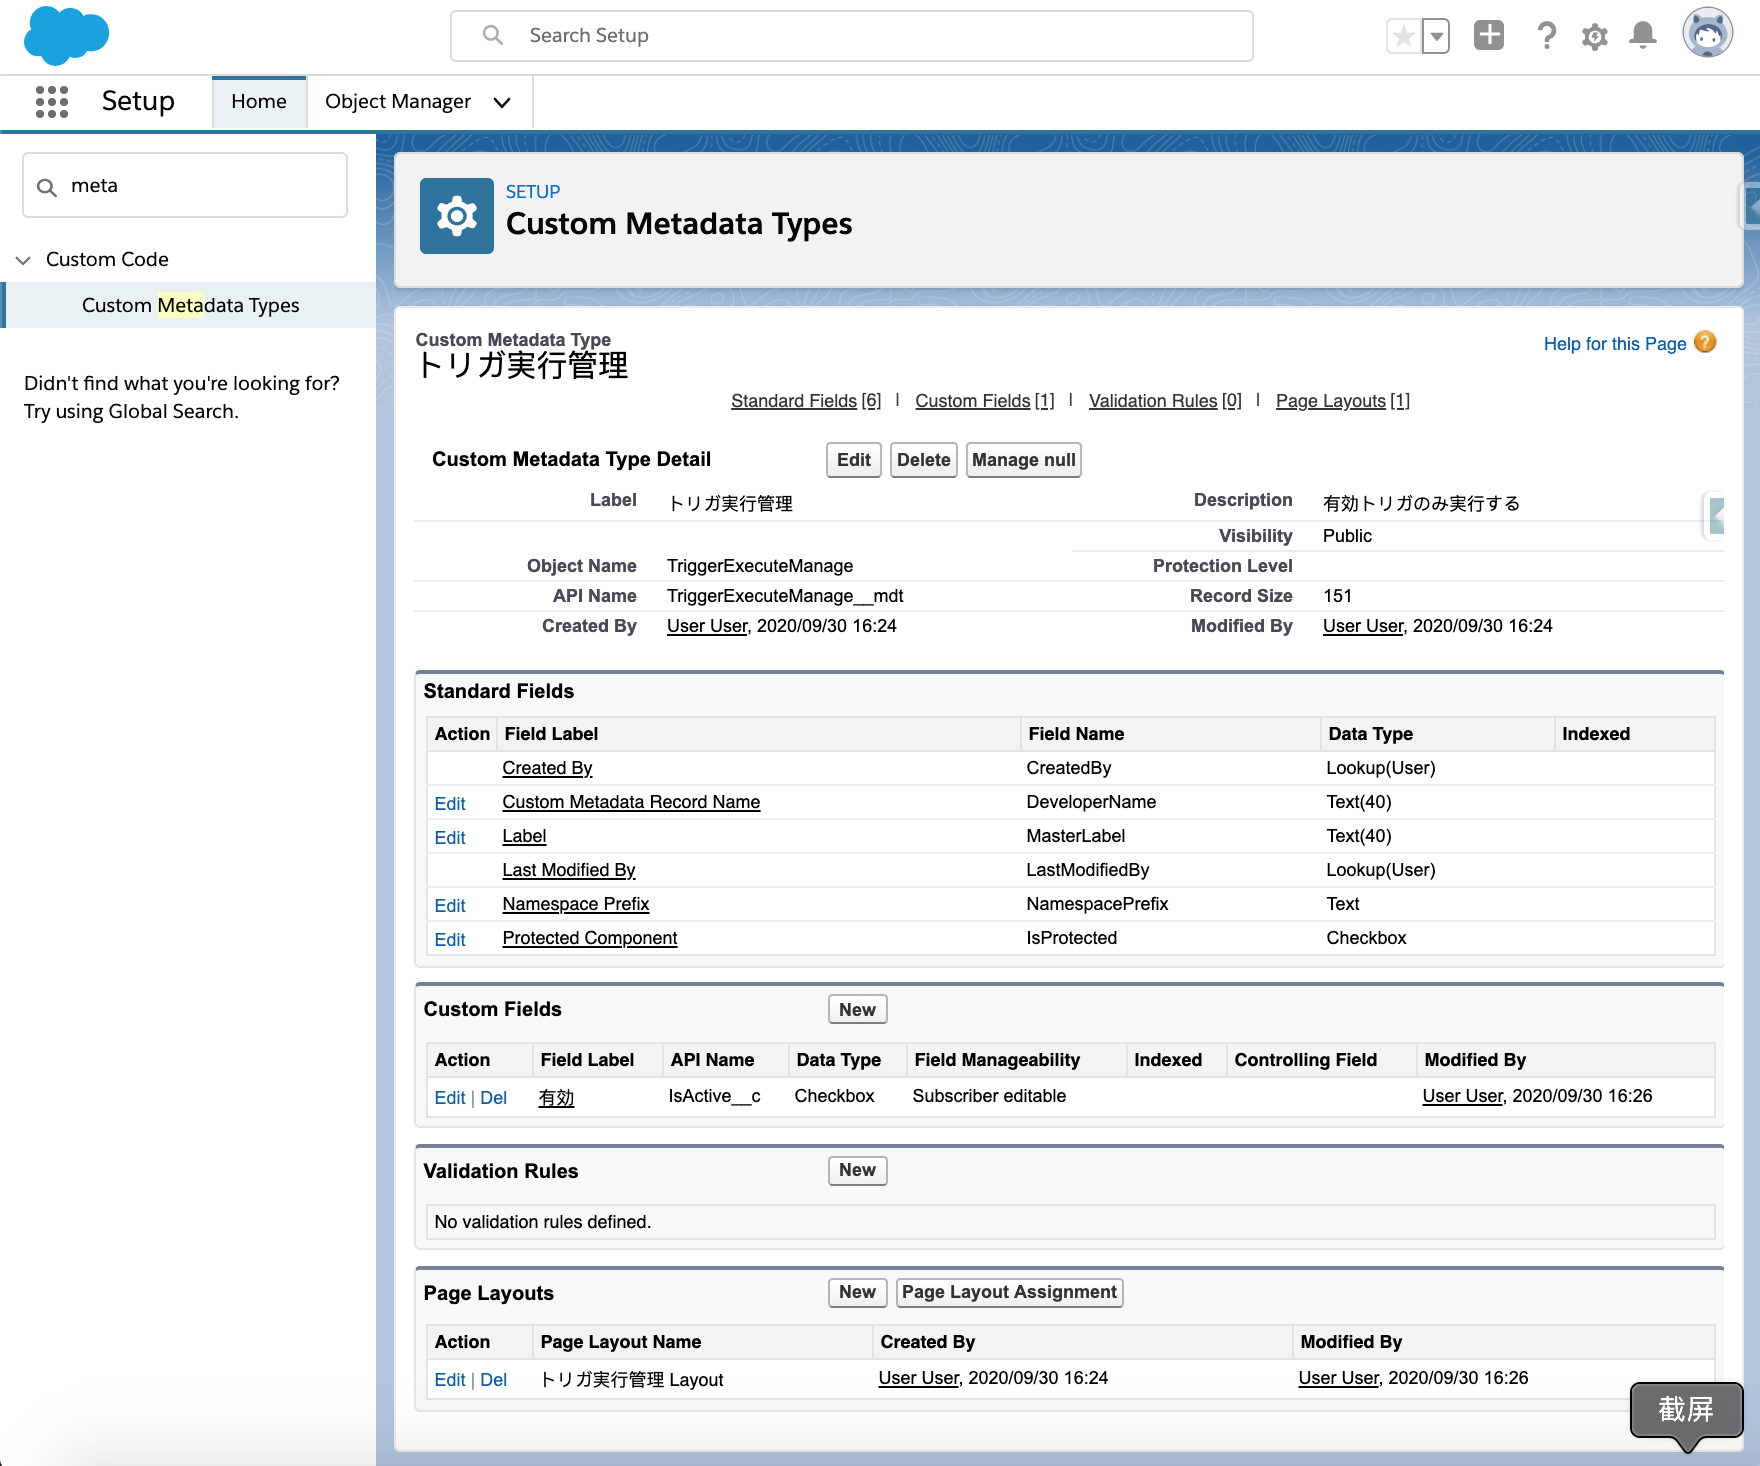 Search Setup
Setup
Home
Object Manager
meta
Custom Code
Custom Metadata Types
Didn't find what you're looking for?
Try using Global Search.
SETUP
Custom Metadata Types
Custom Metadata Type
トリガ実行管理
Help for this Page
Standard Fields [6] | Custom Fields [1] | Validation Rules [0] | Page Layouts [1]
Custom Metadata Type Detail Edit Delete Manage null
Label トリガ実行管理 Description 有効トリガのみ実行する
Visibility Public
Object Name TriggerExecuteManage Protection Level
API Name TriggerExecuteManage__mdt Record Size 151
Created By User User, 2020/09/30 16:24 Modified By User User, 2020/09/30 16:24
Standard Fields
Action Field Label Field Name Data Type Indexed
Created By CreatedBy Lookup(User)
Edit Custom Metadata Record Name DeveloperName Text(40)
Edit Label MasterLabel Text(40)
Last Modified By LastModifiedBy Lookup(User)
Edit Namespace Prefix NamespacePrefix Text
Edit Protected Component IsProtected Checkbox
Custom Fields New
Action Field Label API Name Data Type Field Manageability Indexed Controlling Field Modified By
Edit | Del 有効 IsActive__c Checkbox Subscriber editable User User, 2020/09/30 16:26
Validation Rules New
No validation rules defined.
Page Layouts New Page Layout Assignment
Action Page Layout Name Created By Modified By
Edit | Del トリガ実行管理 Layout User User, 2020/09/30 16:24 User User, 2020/09/30 16:26
截屏